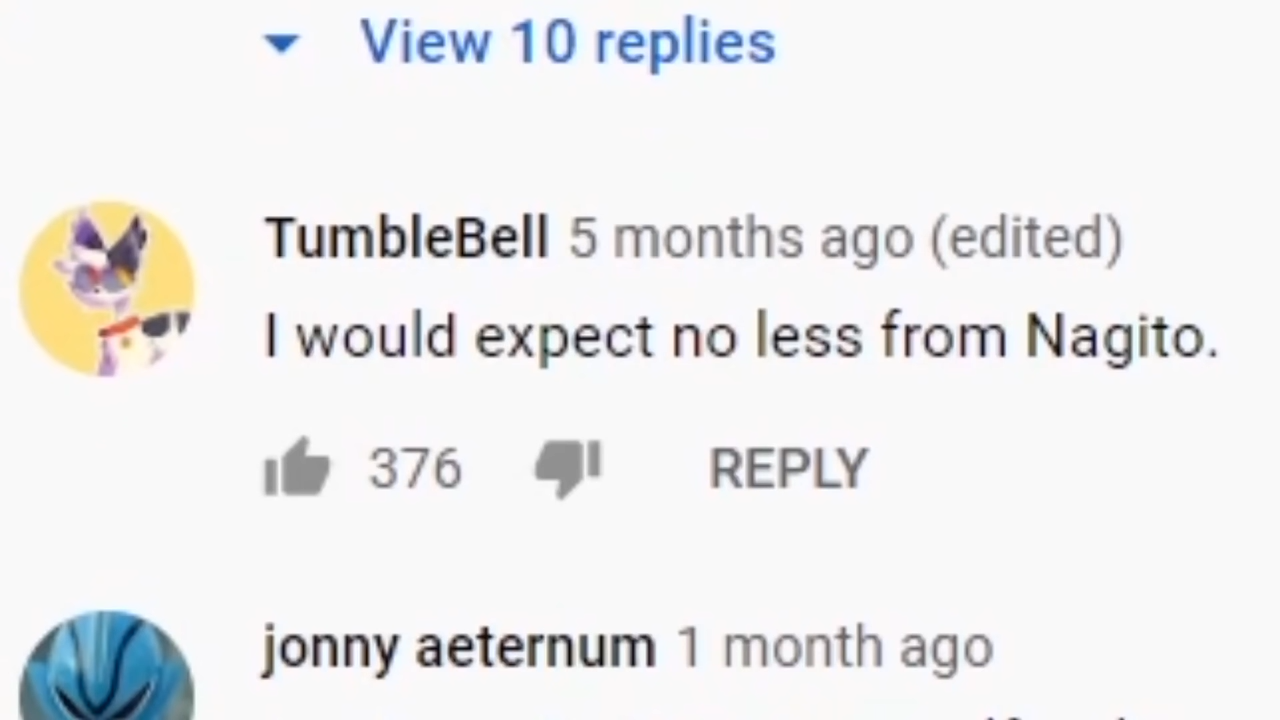 View 10 replies
TumbleBell 5 months ago (edited)
I would expect no less from Nagito.
376 REPLY
jonny aeternum 1 month ago